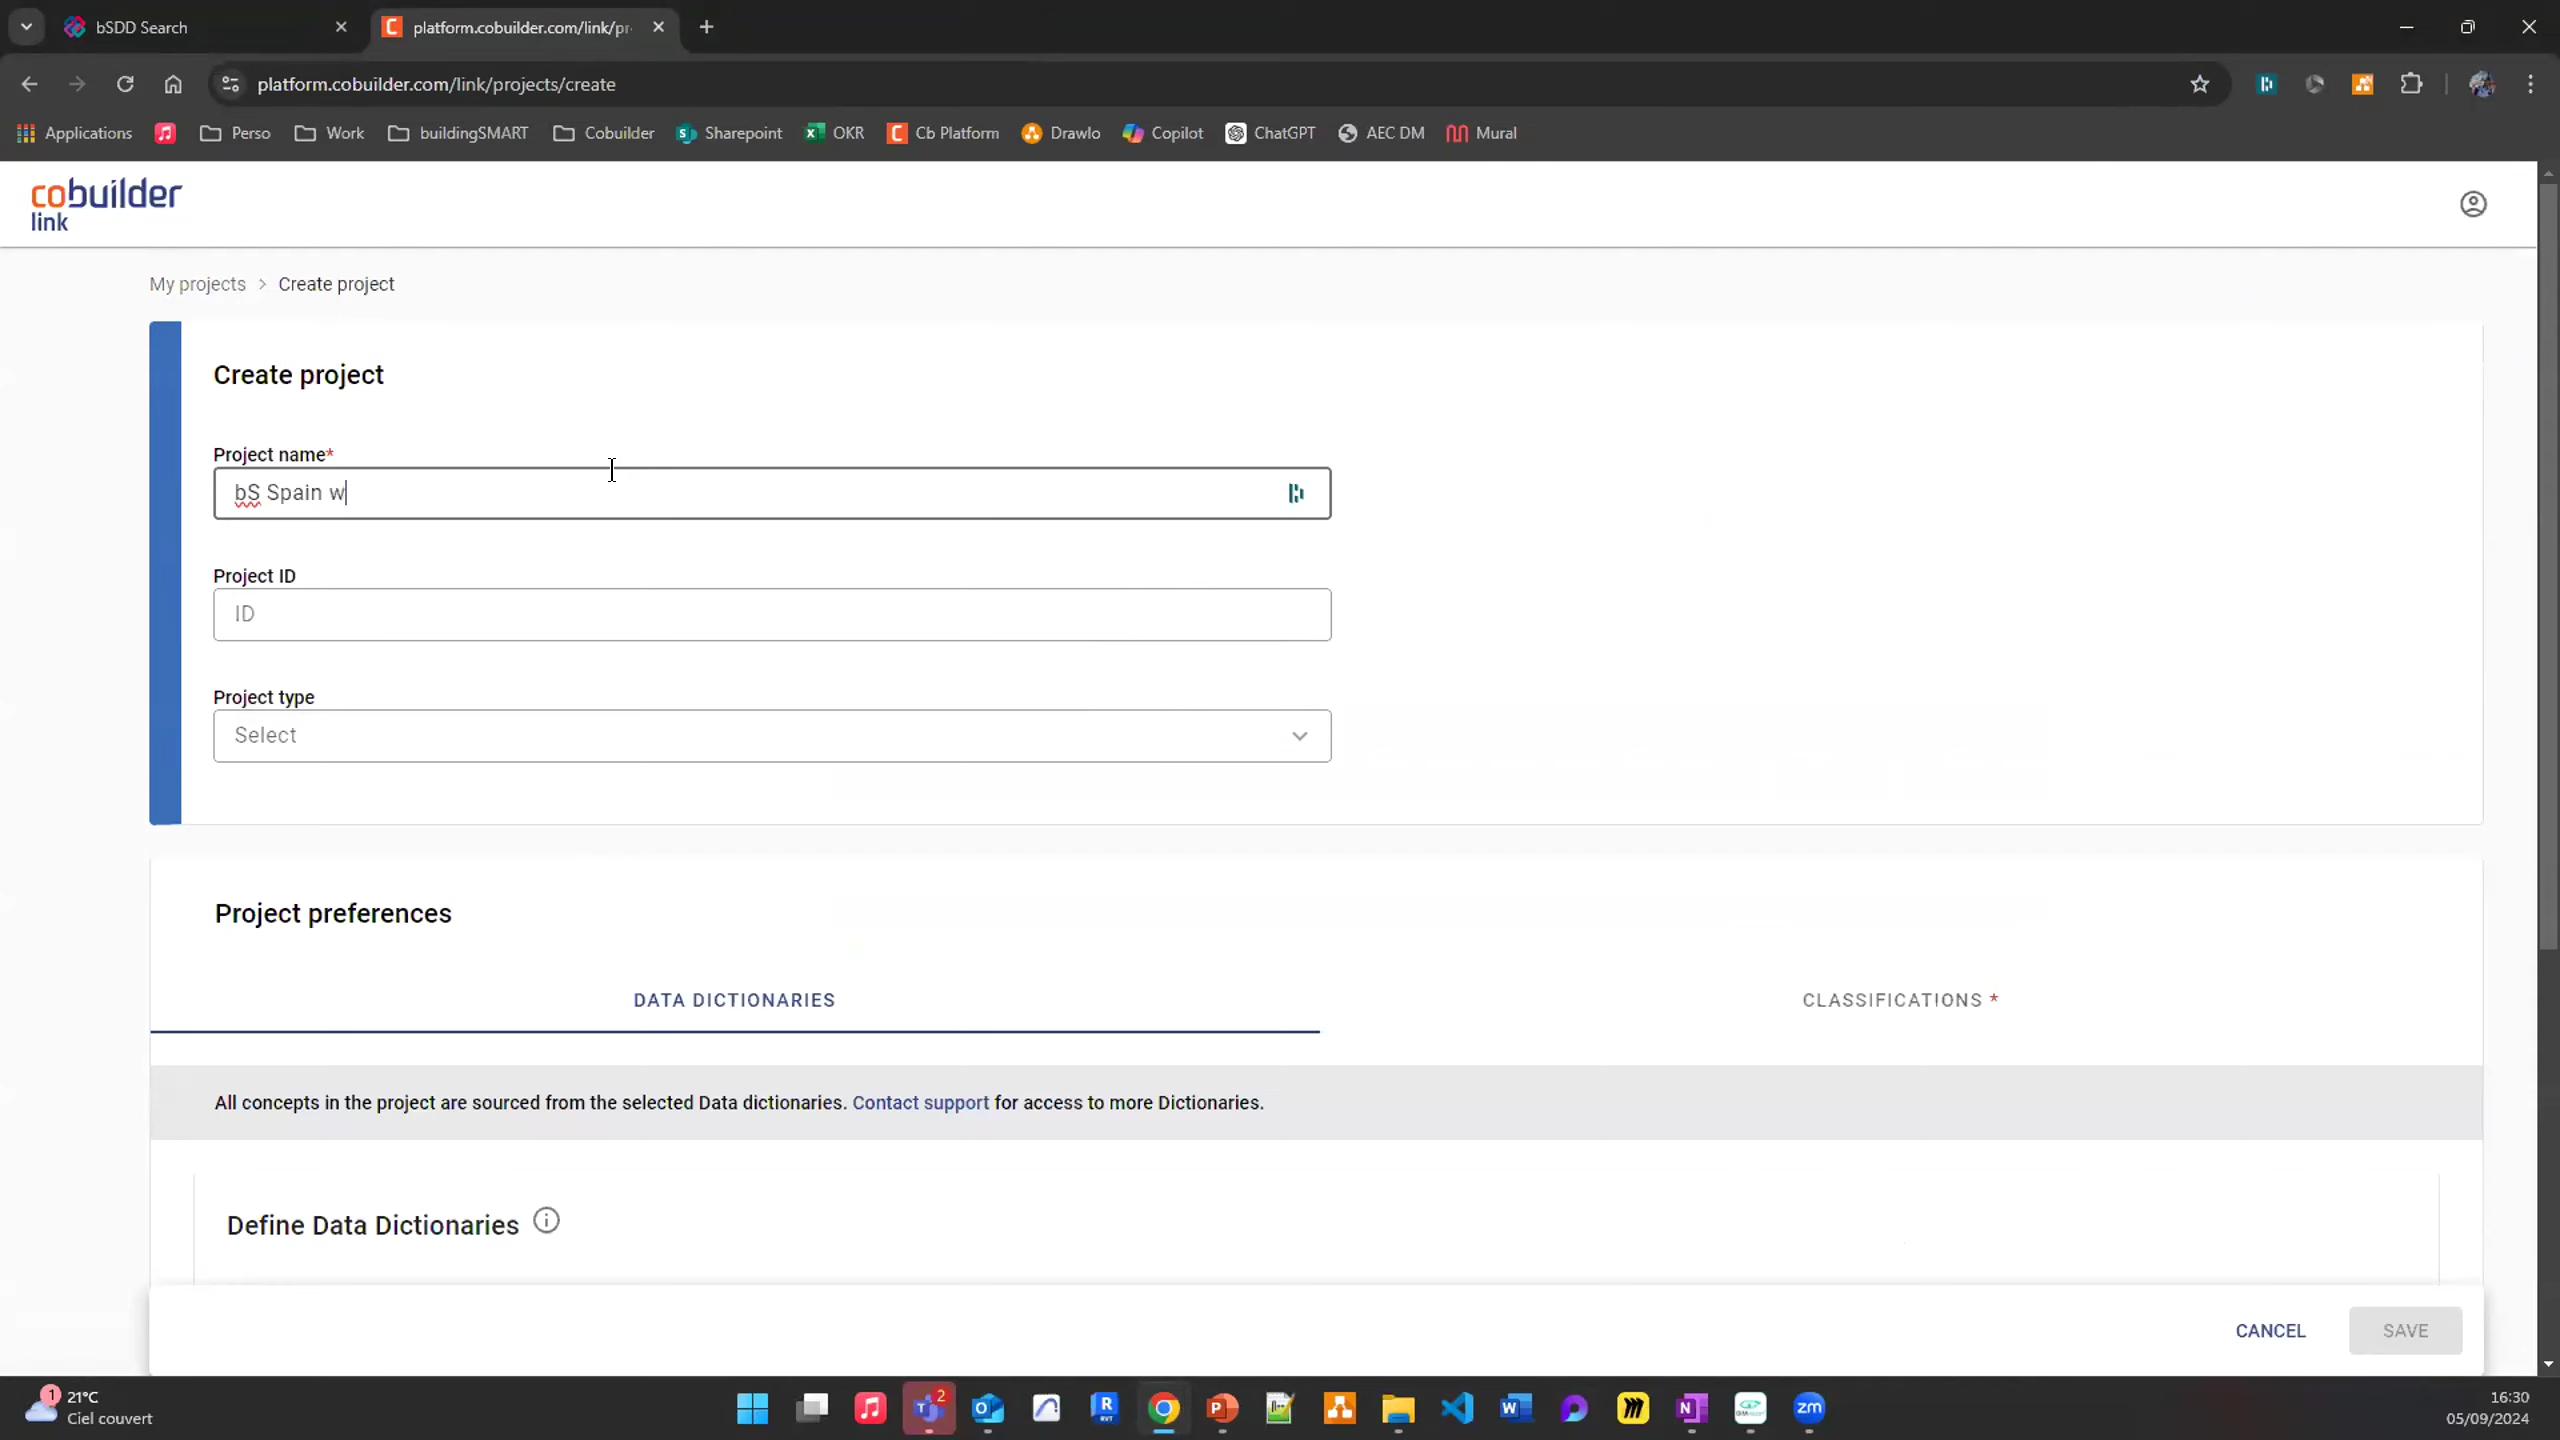 bSDD Search
platform.cobuilder.com/link/pr
platform.cobuilder.com/link/projects/create
Applications Perso Work buildingSMART Cobuilder Sharepoint OKR Cb Platform Drawlo Copilot ChatGPT AEC DM Mural
cobuilder
link
My projects > Create project
Create project
Project name*
bS Spain w
Project ID
ID
Project type
Select
Project preferences
DATA DICTIONARIES
CLASSIFICATIONS *
All concepts in the project are sourced from the selected Data dictionaries. Contact support for access to more Dictionaries.
Define Data Dictionaries
CANCEL
SAVE
1
21°C
Ciel couvert
2
zm
16:30
05/09/2024